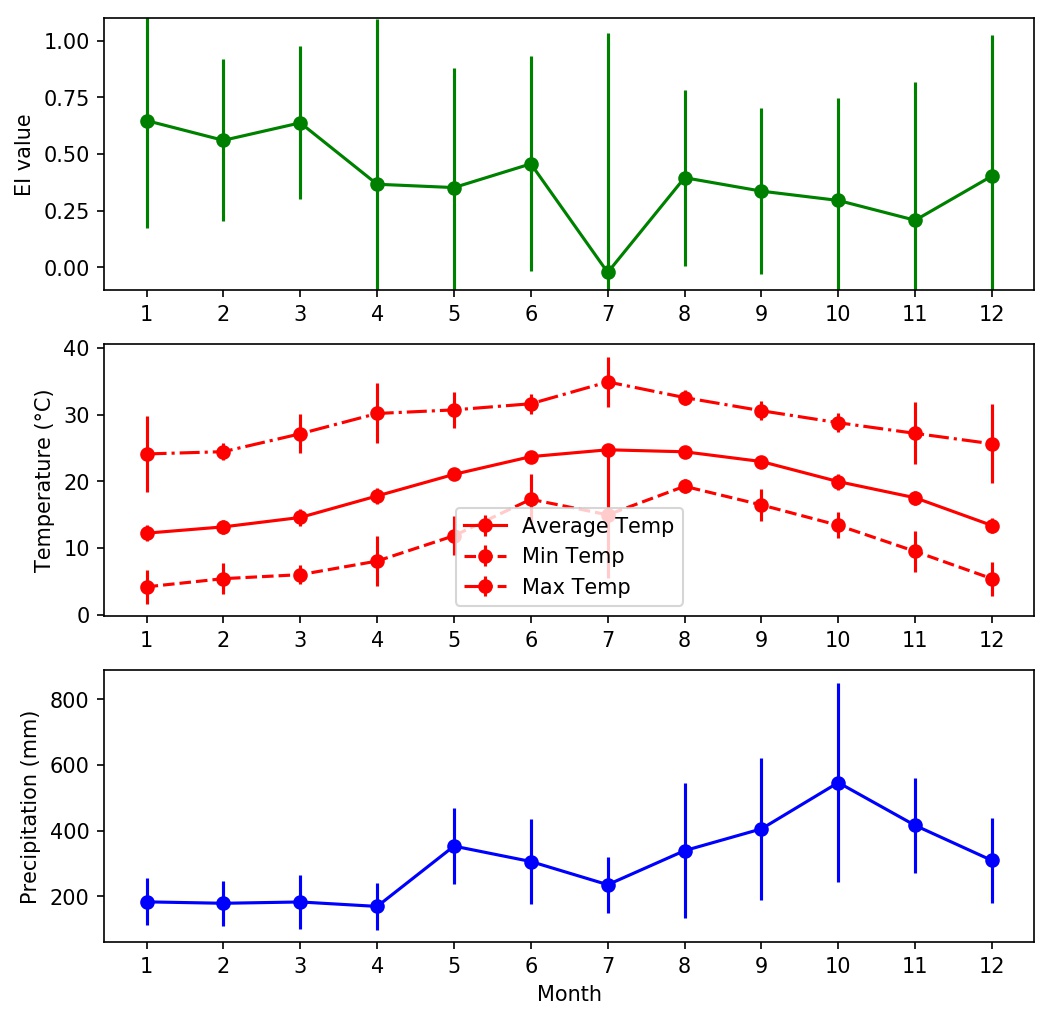 1.00
0.75
0.50
0.25
0.00
EI value
1 2 3 4 5 6 7 8 9 10 11 12
40
30
20
10
0
Temperature (°C)
Average Temp
Min Temp
Max Temp
1 2 3 4 5 6 7 8 9 10 11 12
800
600
400
200
Precipitation (mm)
1 2 3 4 5 6 7 8 9 10 11 12
Month